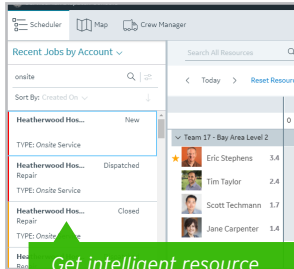 Scheduler Map Crew Manager
Recent Jobs by Account Search All Resources
onsite < Today > Reset Resour
Sort By: Created On
0
Heatherwood Hos... New
TYPE: Onsite Service
Team 17 - Bay Area Level 2
Heatherwood Hos... Dispatched
Repair
TYPE: Onsite Service
Eric Stephens 3.4
Tim Taylor 2.4
Heatherwood Hos... Closed
Repair
TYPE: Onsite Service
Scott Techmann 1.7
Jane Carpenter 1.4
Get intelligent resource